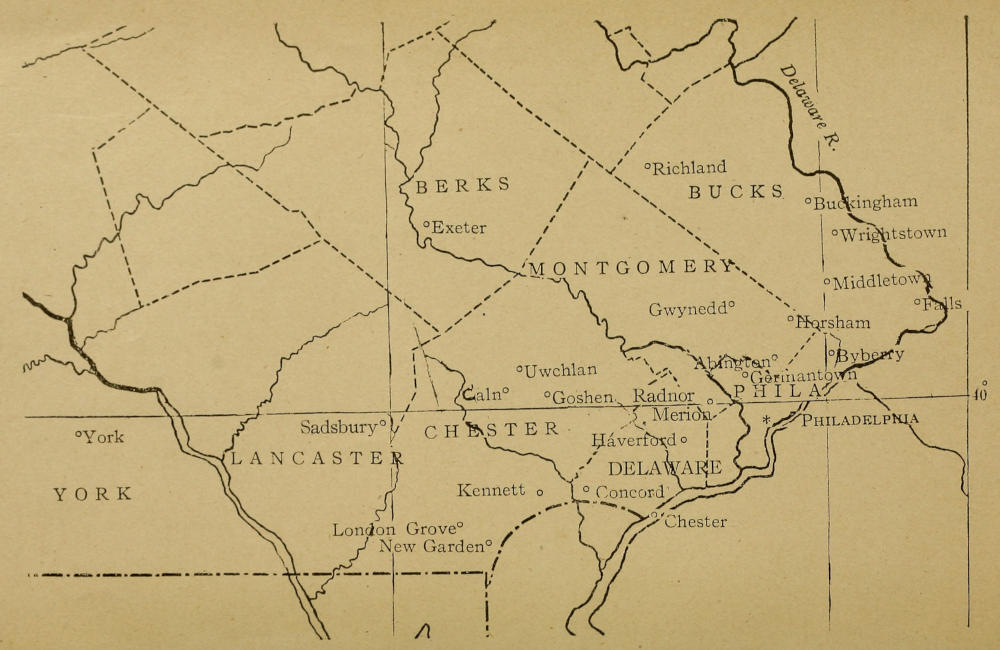 Delaware R.
Richland
BERKS
BUCKS
Buckingham
Exeter
Wrightstown
MONTGOMERY
Middletown
Gwynedd
Falls
Horsham
Byberry
Abington
Germantown
Uwchlan
PHILA
40°
Caln
Goshen
Radnor
Merion
PHILADELPHIA
Sadsbury
CHESTER
York
Haverford
LANCASTER
DELAWARE
YORK
Kennett
Concord
Chester
London Grove
New Garden